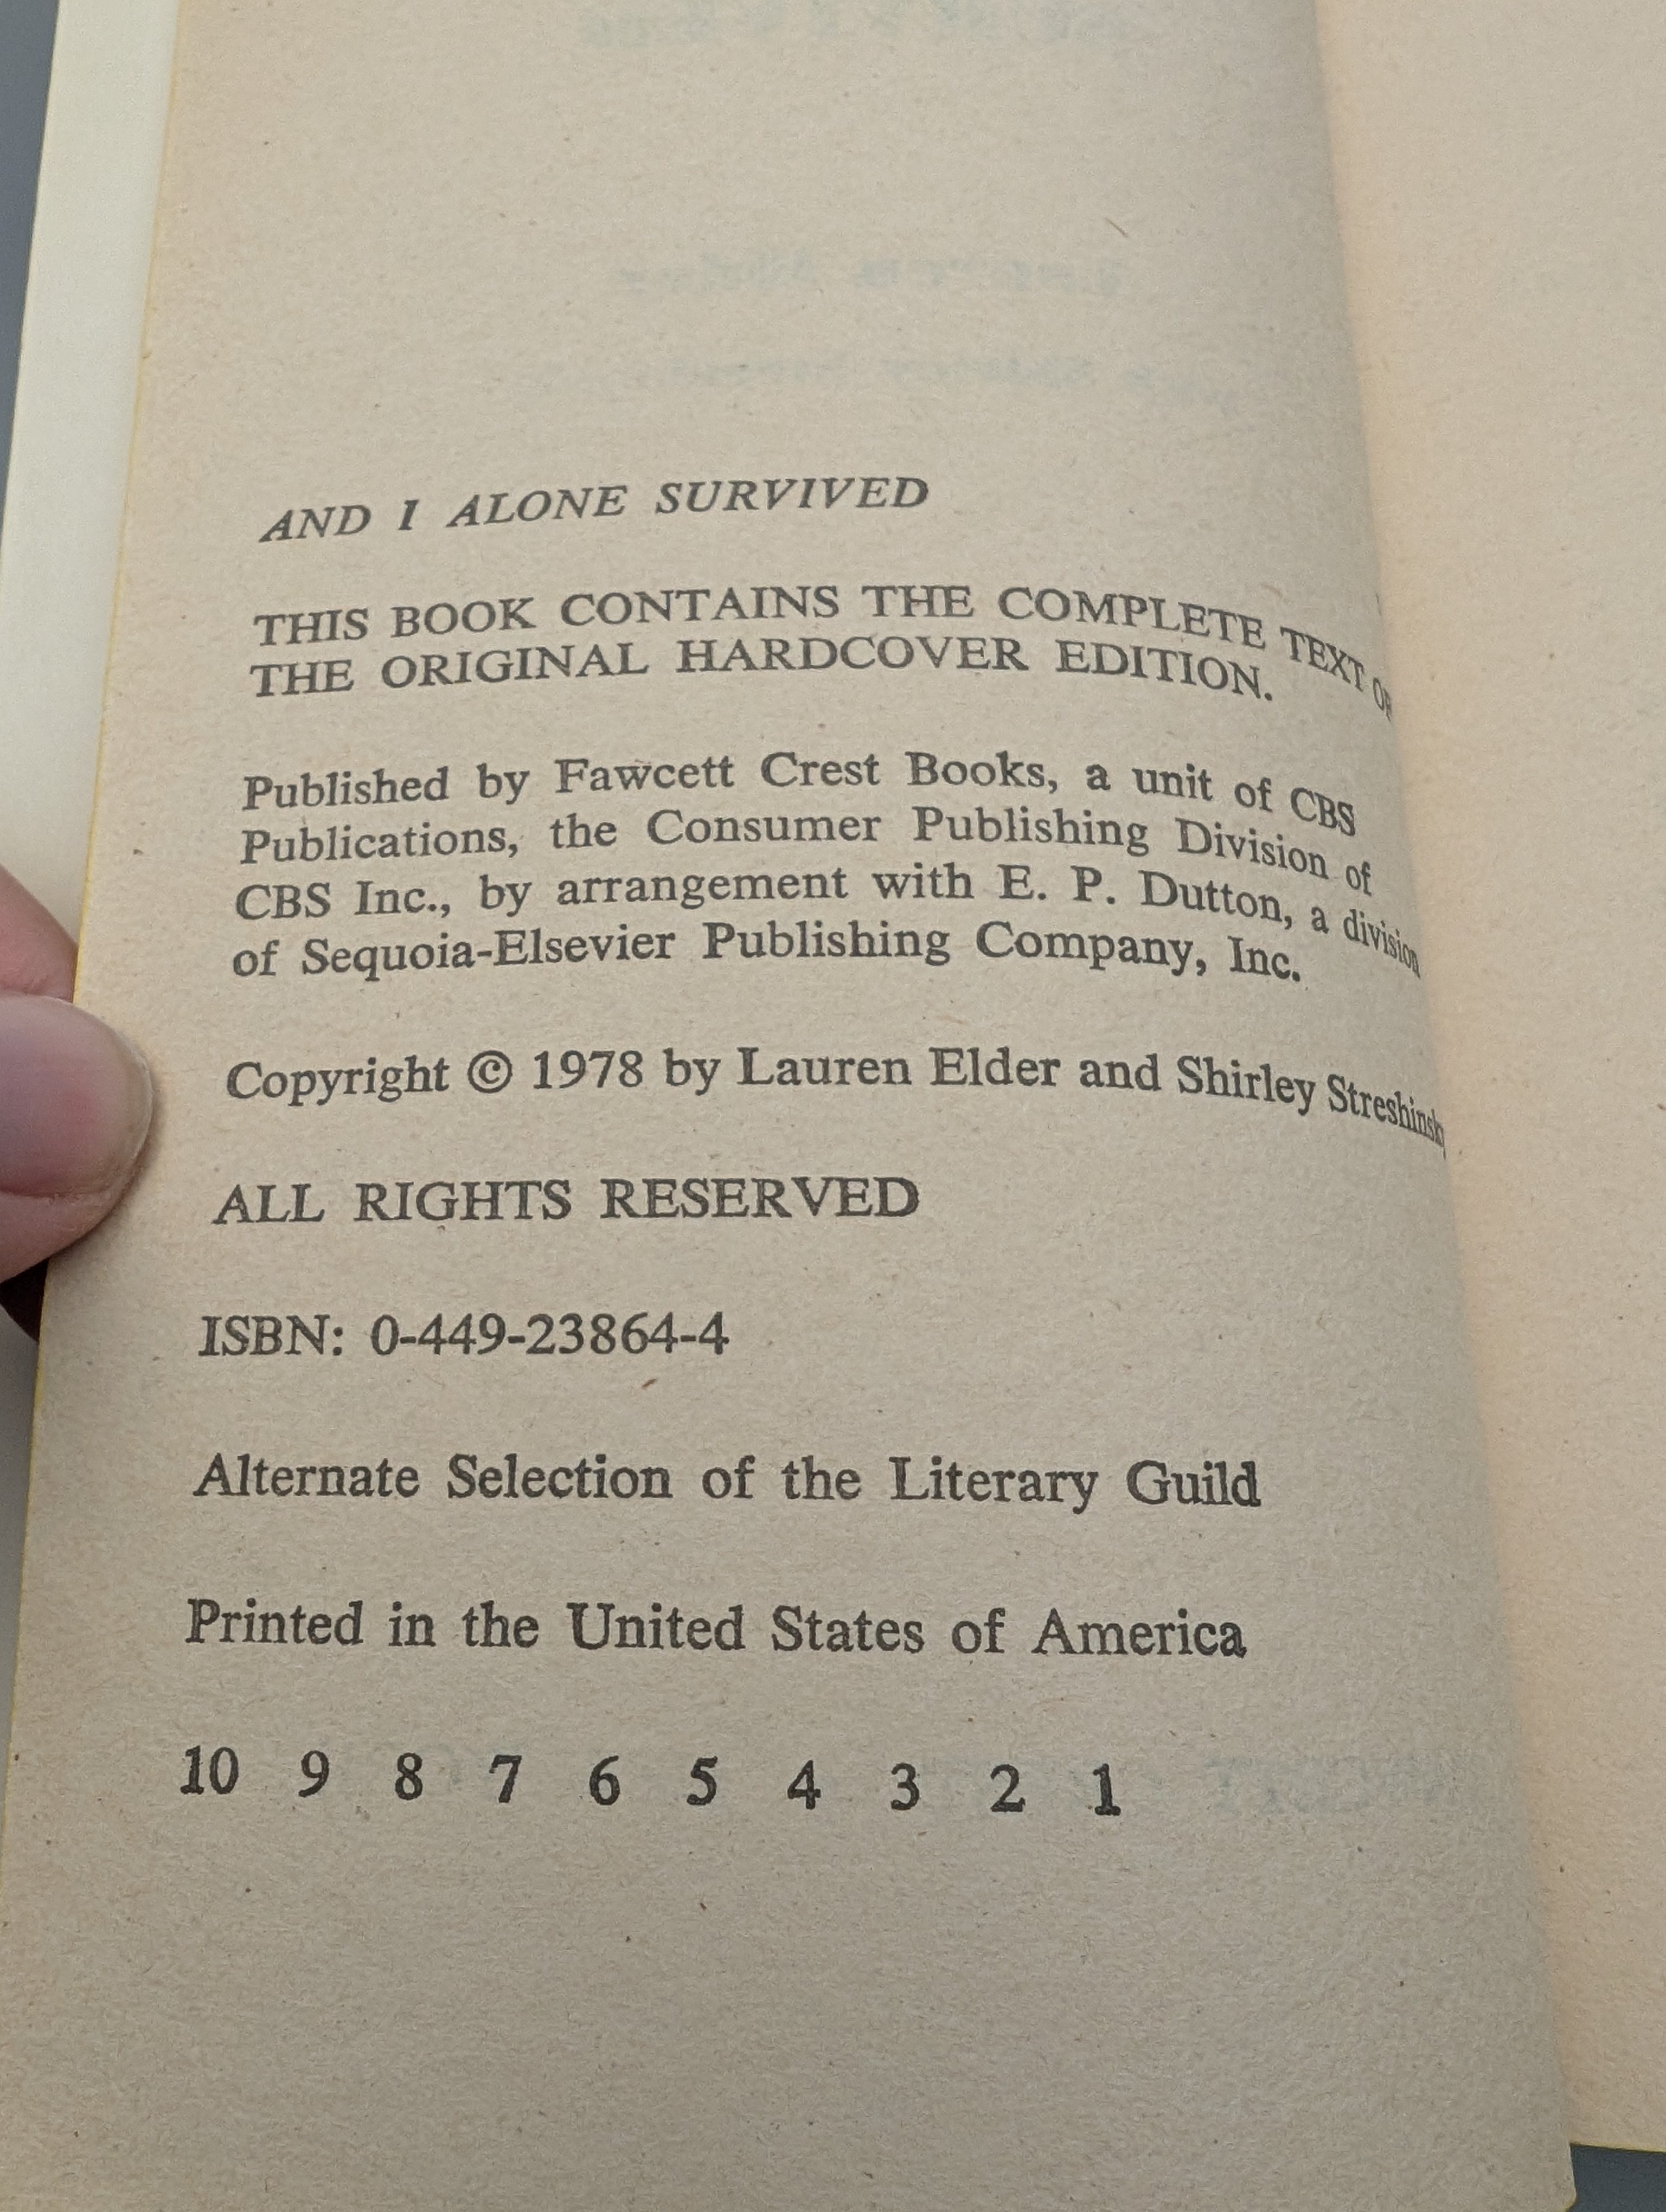 AND I ALONE SURVIVED
THIS BOOK CONTAINS THE COMPLETE TEXT OF
THE ORIGINAL HARDCOVER EDITION.
Published by Fawcett Crest Books, a unit of CBS
Publications, the Consumer Publishing Division of
CBS Inc., by arrangement with E. P. Dutton, a division
of Sequoia-Elsevier Publishing Company, Inc.
Copyright © 1978 by Lauren Elder and Shirley Streshinsky
ALL RIGHTS RESERVED
ISBN: 0-449-23864-4
Alternate Selection of the Literary Guild
Printed in the United States of America
10 9 8 7 6 5 4 3 2 1